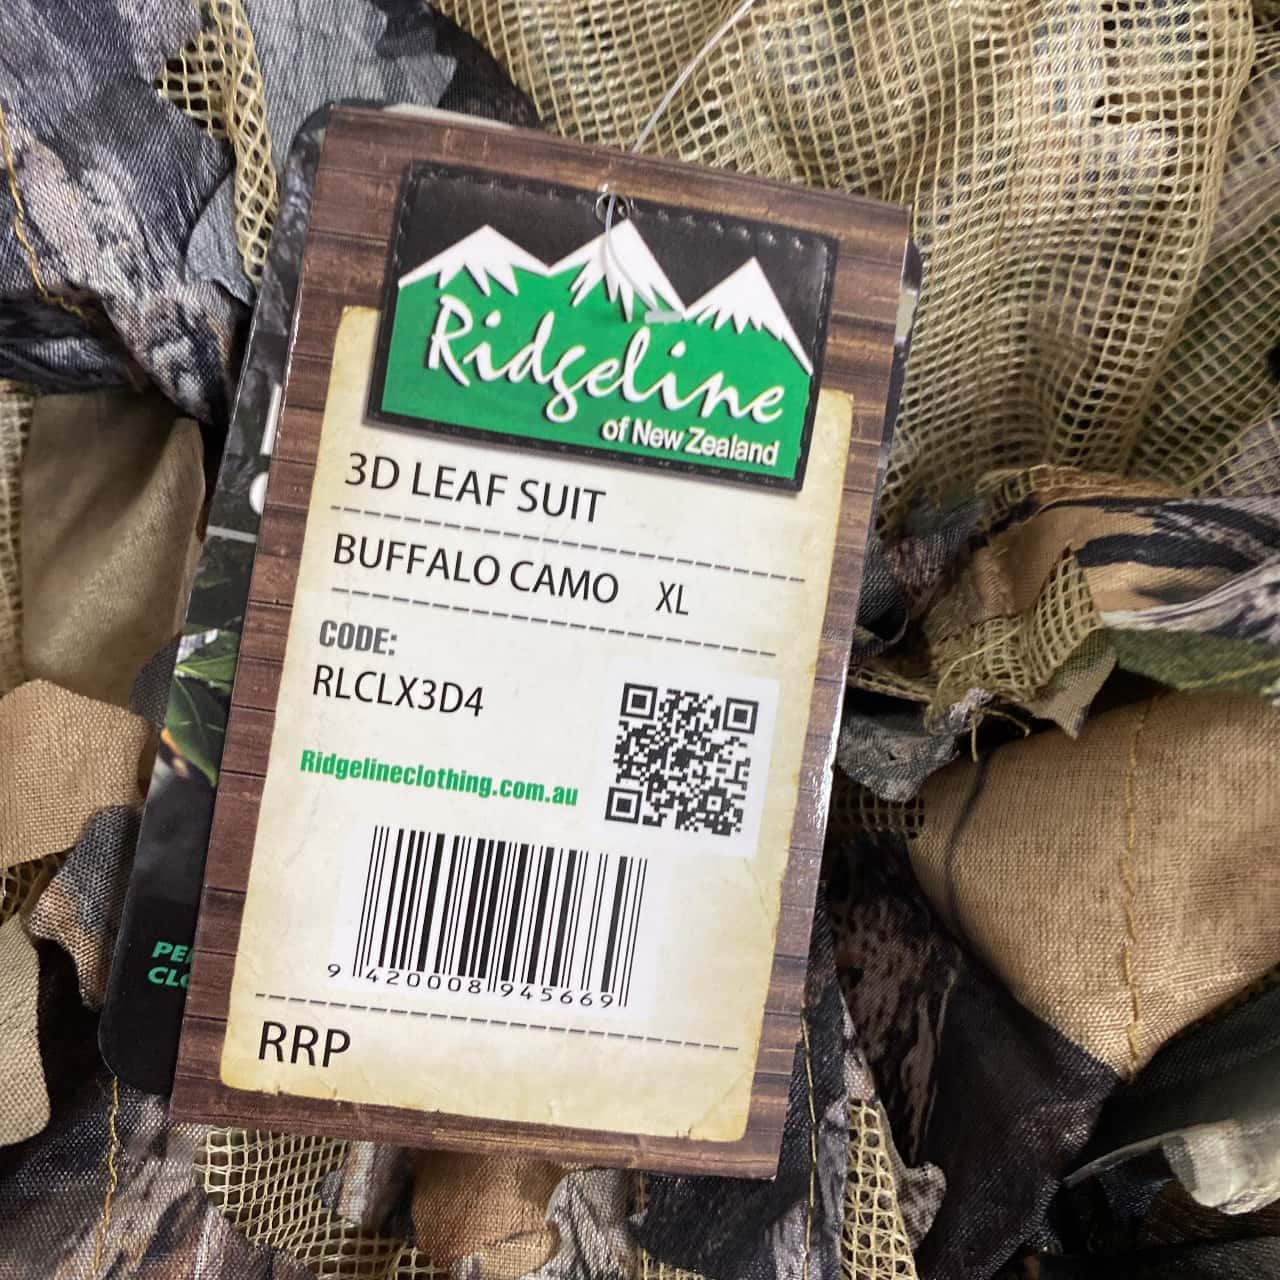 Ridgeline
of New Zealand
3D LEAF SUIT
BUFFALO CAMO XL
CODE:
RLCLX3D4
Ridgelineclothing.com.au
9 420008 945669
RRP